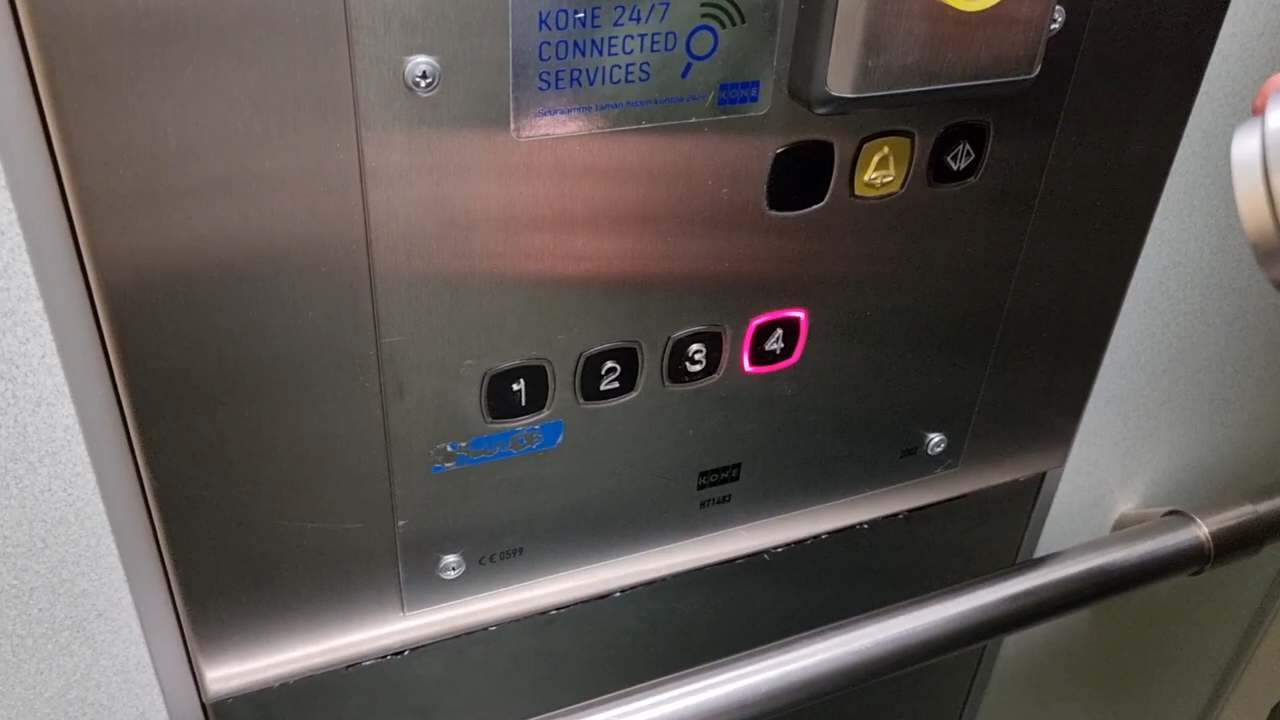 KONE 24/7
CONNECTED
SERVICES
Seuraamme tämän hissin kuntoa 24/7
KONE
1 2 3 4
KONE
H71483
CE 0599